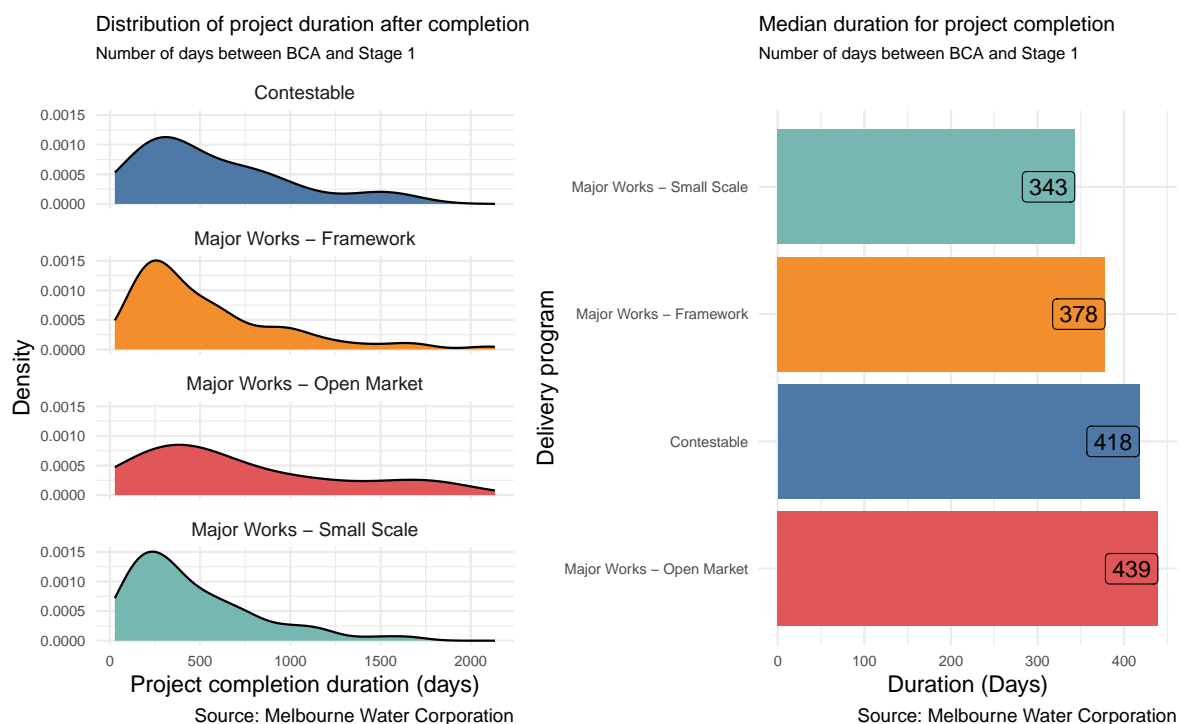 Distribution of project duration after completion
Number of days between BCA and Stage 1
Contestable
0.0015
0.0010
0.0005
0.0000
Major Works − Framework
0.0015
0.0010
0.0005
0.0000
Major Works − Open Market
0.0015
0.0010
0.0005
0.0000
Major Works − Small Scale
0.0015
0.0010
0.0005
0.0000
Density
0 500 1000 1500 2000
Project completion duration (days)
Source: Melbourne Water Corporation
Median duration for project completion
Number of days between BCA and Stage 1
Delivery program
Major Works − Small Scale 343
Major Works − Framework 378
Contestable 418
Major Works − Open Market 439
0 100 200 300 400
Duration (Days)
Source: Melbourne Water Corporation